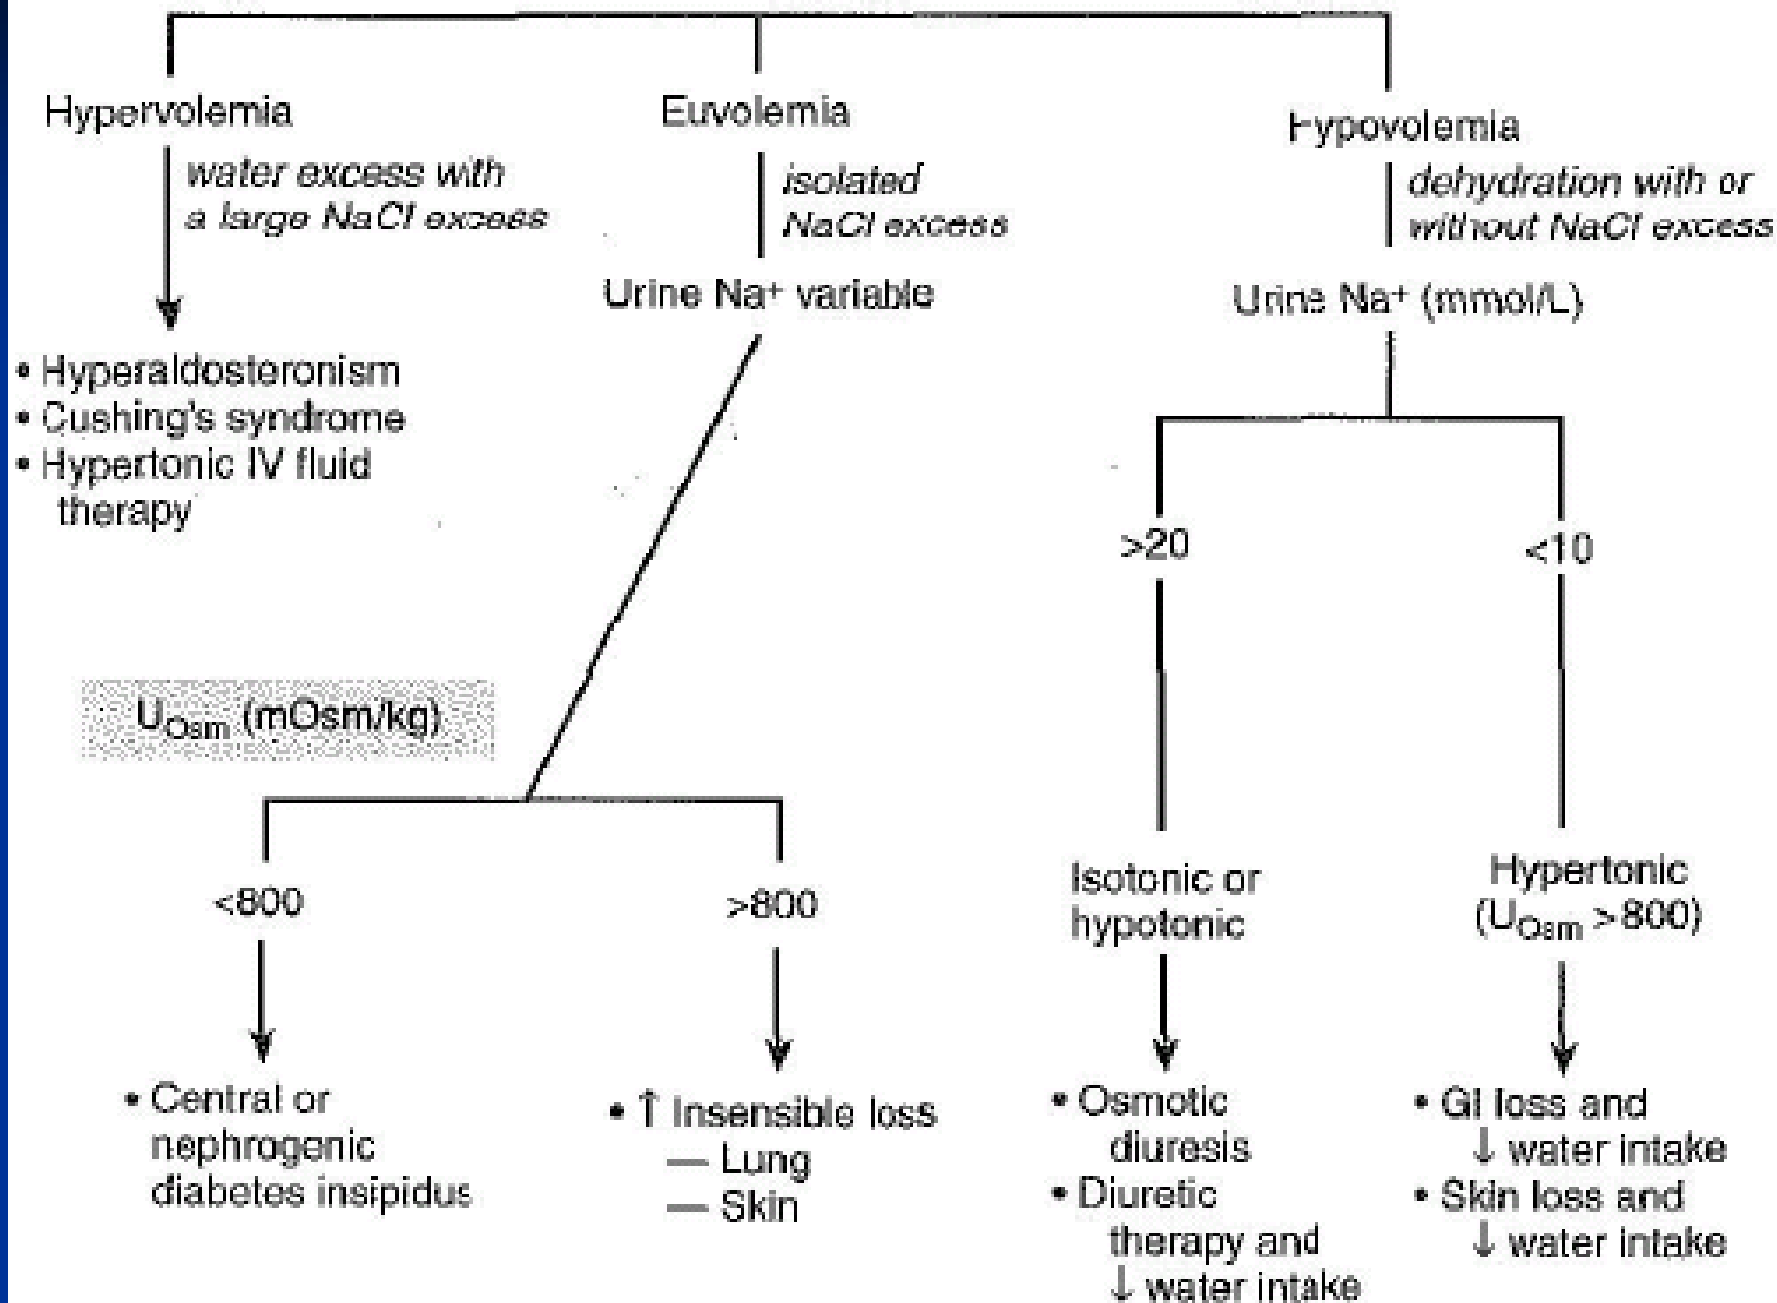 Hypervolemia
water excess with
a large NaCl excess
• Hyperaldosteronism
• Cushing's syndrome
• Hypertonic IV fluid
therapy
Euvolemia
isolated
NaCl excess
Urine Na+ variable
UOsm (mOsm/kg)
<800
• Central or
nephrogenic
diabetes insipidus
>800
• ↑ Insensible loss
— Lung
— Skin
Hypovolemia
dehydration with or
without NaCl excess
Urine Na+ (mmol/L)
>20
Isotonic or
hypotonic
• Osmotic
diuresis
• Diuretic
therapy and
↓ water intake
<10
Hypertonic
(UOsm >800)
• GI loss and
↓ water intake
• Skin loss and
↓ water intake